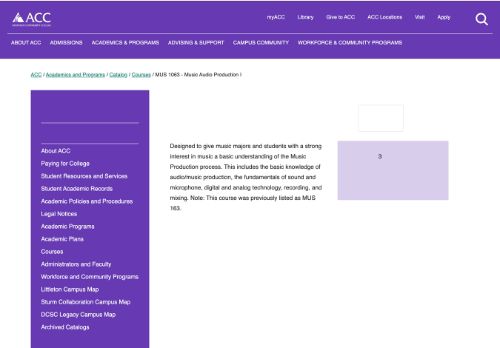 ACC
myACC Library Give to ACC ACC Locations Visit Apply
ABOUT ACC ADMISSIONS ACADEMICS & PROGRAMS ADVISING & SUPPORT CAMPUS COMMUNITY WORKFORCE & COMMUNITY PROGRAMS
ACC / Academics and Programs / Catalog / Courses / MUS 1063 - Music Audio Production I
About ACC
Paying for College
Student Resources and Services
Student Academic Records
Academic Policies and Procedures
Legal Notices
Academic Programs
Academic Plans
Courses
Administrators and Faculty
Workforce and Community Programs
Littleton Campus Map
Sturm Collaboration Campus Map
DCSC Legacy Campus Map
Archived Catalogs
Designed to give music majors and students with a strong
interest in music a basic understanding of the Music
Production process. This includes the basic knowledge of
audio/music production, the fundamentals of sound and
microphone, digital and analog technology, recording, and
mixing. Note: This course was previously listed as MUS
163.
3